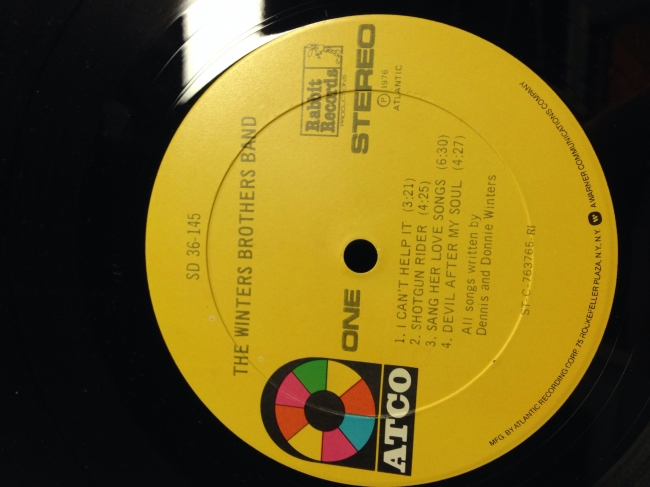 SD 36-145
THE WINTERS BROTHERS BAND
Rabbit
Records
ONE
STEREO
Ⓟ 1976
ATLANTIC
1. I CAN'T HELP IT (3:21)
2. SHOTGUN RIDER (4:25)
3. SANG HER LOVE SONGS (6:30)
4. DEVIL AFTER MY SOUL (4:27)
All songs written by
Dennis and Donnie Winters
ATCO
ST-C-763765-RI
MFG. BY ATLANTIC RECORDING CORP. 75 ROCKEFELLER PLAZA, N.Y. N.Y. W A WARNER COMMUNICATIONS COMPANY